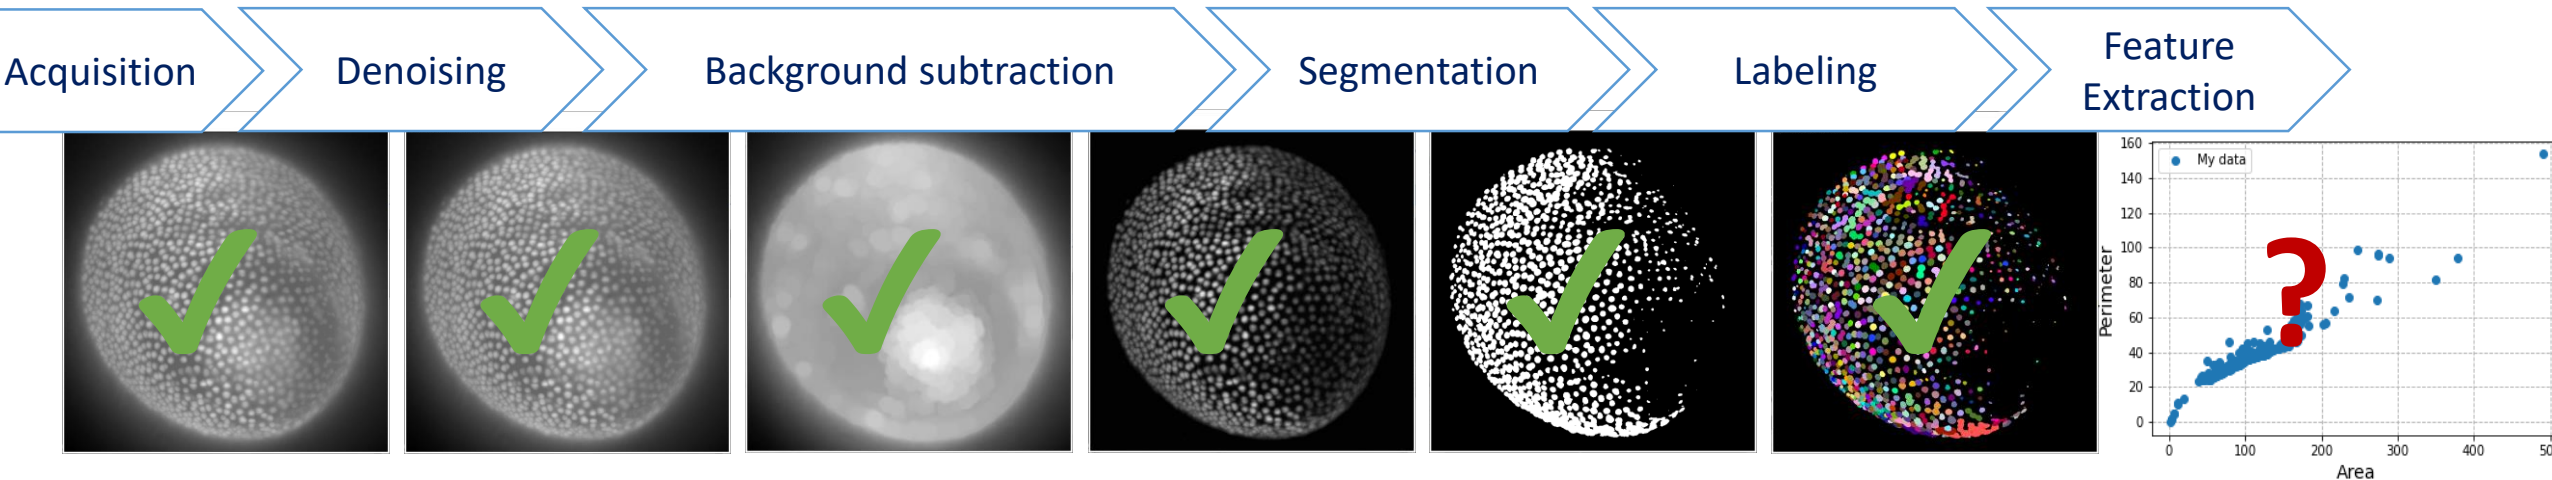 Acquisition
Denoising
Background subtraction
Segmentation
Labeling
Feature
Extraction
My data
160
140
120
100
80
60
40
20
0
Perimeter
?
0 100 200 300 400 50
Area